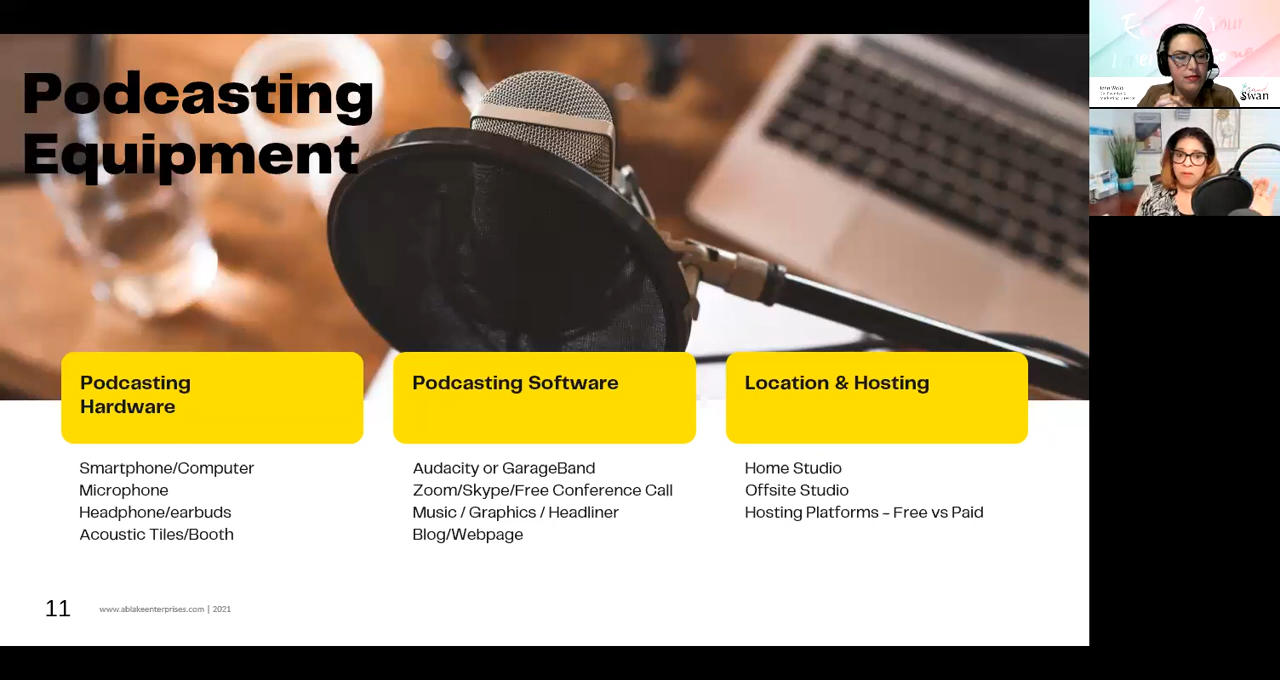 Podcasting
Equipment
Podcasting
Hardware
Smartphone/Computer
Microphone
Headphone/earbuds
Acoustic Tiles/Booth
Podcasting Software
Audacity or GarageBand
Zoom/Skype/Free Conference Call
Music / Graphics / Headliner
Blog/Webpage
Location & Hosting
Home Studio
Offsite Studio
Hosting Platforms - Free vs Paid
11
www.ablakeenterprises.com | 2021
Swan